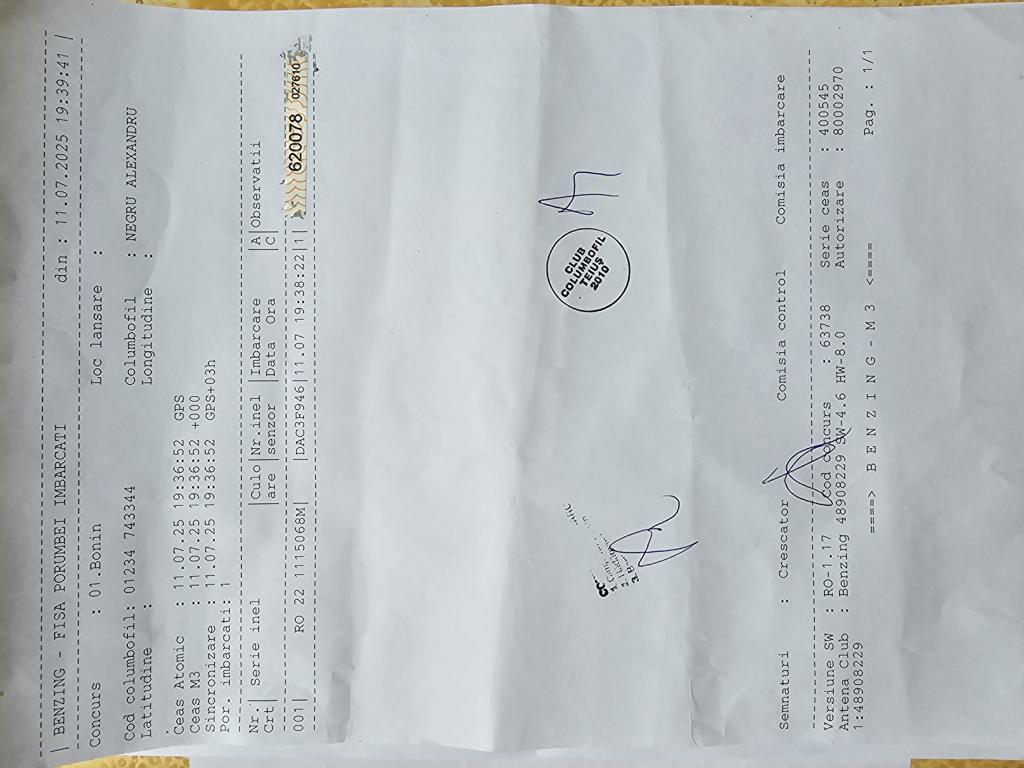 | BENZING - FISA PORUMBEI IMBARCATI din : 11.07.2025 19:39:41 |
Concurs : 01.Bonin Loc lansare :
Cod columbofil: 01234 743344 Columbofil : NEGRU ALEXANDRU
Latitudine : Longitudine :
Ceas Atomic : 11.07.25 19:36:52 GPS
Ceas M3 : 11.07.25 19:36:52 +000
Sincronizare : 11.07.25 19:36:52 GPS+03h
Por. imbarcati: 1
Nr | Serie inel |Culo|Nr.inel |Imbarcare |A|Observatii
Crt| |are |senzor |Data Ora |C|
001| RO 22 1115068M| |DAC3F946|11.07 19:38:22|1| 620078 027610
CLUB
COLUMBOFIL
TEIUȘ
2010
Semnaturi : Crescator Comisia control Comisia imbarcare
Versiune SW : RO-1.17 Cod concurs : 63738 Serie ceas : 400545
Antena Club : Benzing 48908229 SW-4.6 HW-8.0 Autorizare : 80002970
1:48908229
====> B E N Z I N G - M 3 <==== Pag. : 1/1